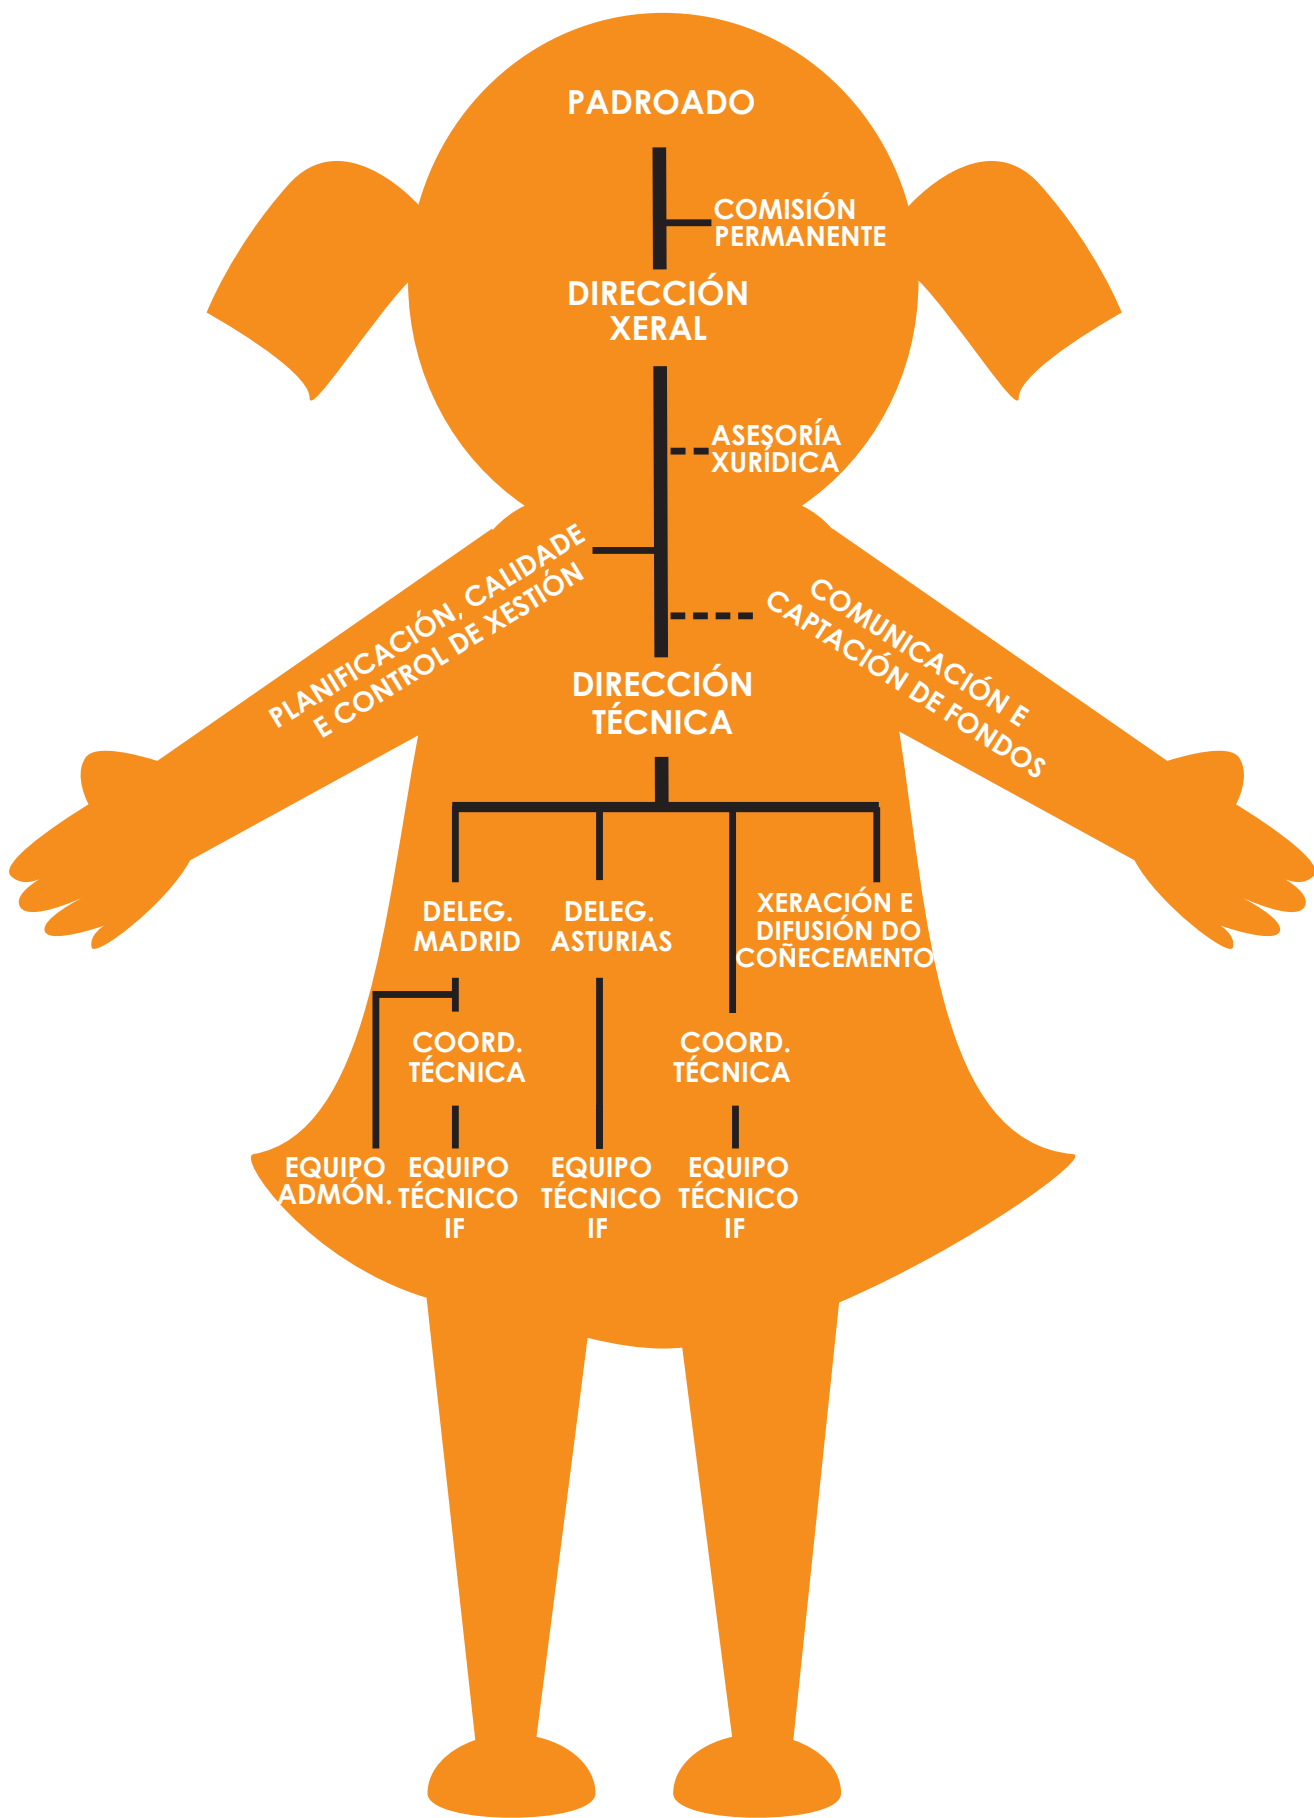 PADROADO
COMISIÓN
PERMANENTE
DIRECCIÓN
XERAL
ASESORÍA
XURÍDICA
PLANIFICACIÓN, CALIDADE
E CONTROL DE XESTIÓN
COMUNICACIÓN E
CAPTACIÓN DE FONDOS
DIRECCIÓN
TÉCNICA
DELEG.
MADRID
DELEG.
ASTURIAS
XERACIÓN E
DIFUSIÓN DO
COÑECEMENTO
COORD.
TÉCNICA
COORD.
TÉCNICA
EQUIPO
ADMÓN.
EQUIPO
TÉCNICO
IF
EQUIPO
TÉCNICO
IF
EQUIPO
TÉCNICO
IF